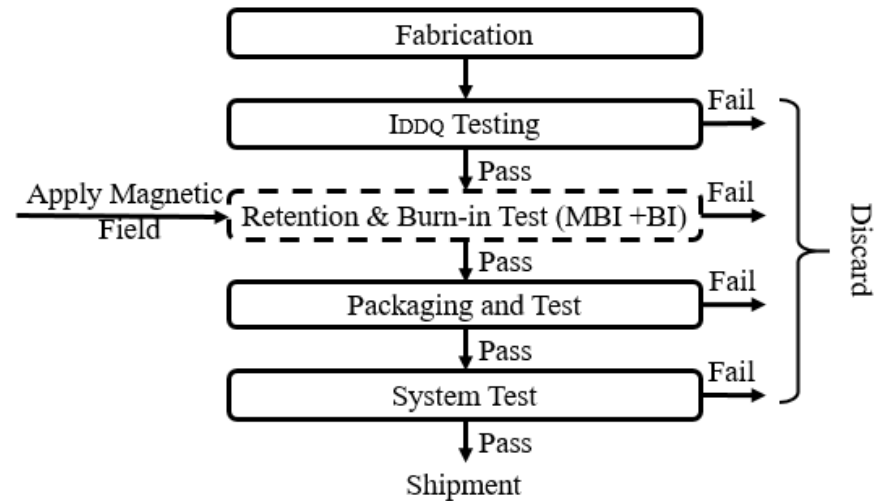 Fabrication
IDDQ Testing
Fail
Pass
Apply Magnetic
Field
Retention & Burn-in Test (MBI +BI)
Fail
Pass
Packaging and Test
Fail
Pass
System Test
Fail
Pass
Shipment
Discard